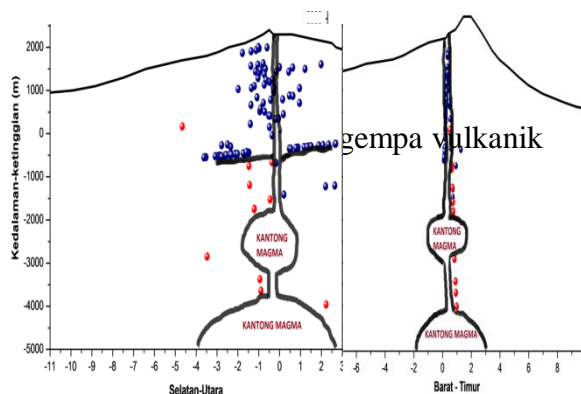 Kedalaman-ketinggian (m)
2000
1000
0
-1000
-2000
-3000
-4000
-5000
gempa vulkanik
KANTONG
MAGMA
KANTONG MAGMA
-11 -10 -9 -8 -7 -6 -5 -4 -3 -2 -1 0 1 2 3
Selatan-Utara
KANTONG
MAGMA
KANTONG MAGMA
-6 -4 -2 0 2 4 6 8
Barat - Timur